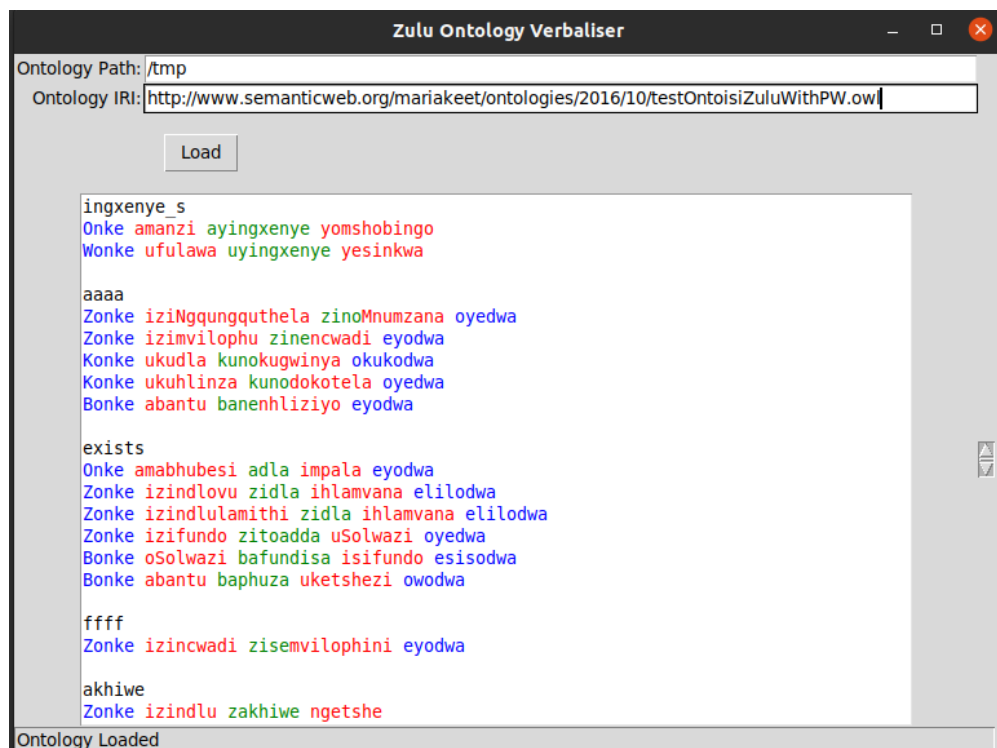 Zulu Ontology Verbaliser
Ontology Path: /tmp
Ontology IRI: http://www.semanticweb.org/mariakeet/ontologies/2016/10/testOntoisiZuluWithPW.owl
Load
ingxenye_s
Onke amanzi ayingxenye yomshobingo
Wonke ufulawa uyingxenye yesinkwa
aaaa
Zonke iziNgqungquthela zinoMnumzana oyedwa
Zonke izimvilophu zinencwadi eyodwa
Konke ukudla kunokugwinya okukodwa
Konke ukuhlinza kunodokotela oyedwa
Bonke abantu banenhliziyo eyodwa
exists
Onke amabhubesi adla impala eyodwa
Zonke izindlovu zidla ihlamvana elilodwa
Zonke izindlulamithi zidla ihlamvana elilodwa
Zonke izifundo zitoadda uSolwazi oyedwa
Bonke oSolwazi bafundisa isifundo esisodwa
Bonke abantu baphuza uketshezi owodwa
ffff
Zonke izincwadi zisemvilophini eyodwa
akhiwe
Zonke izindlu zakhiwe ngetshe
Ontology Loaded